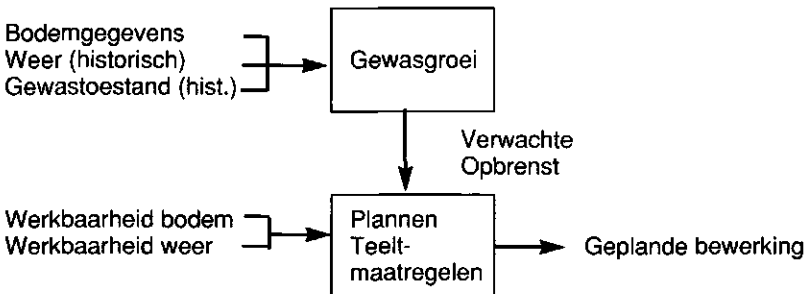 Bodemgegevens
Weer (historisch)
Gewastoestand (hist.)
Gewasgroei
Verwachte
Opbrenst
Werkbaarheid bodem
Werkbaarheid weer
Plannen
Teelt-
maatregelen
Geplande bewerking